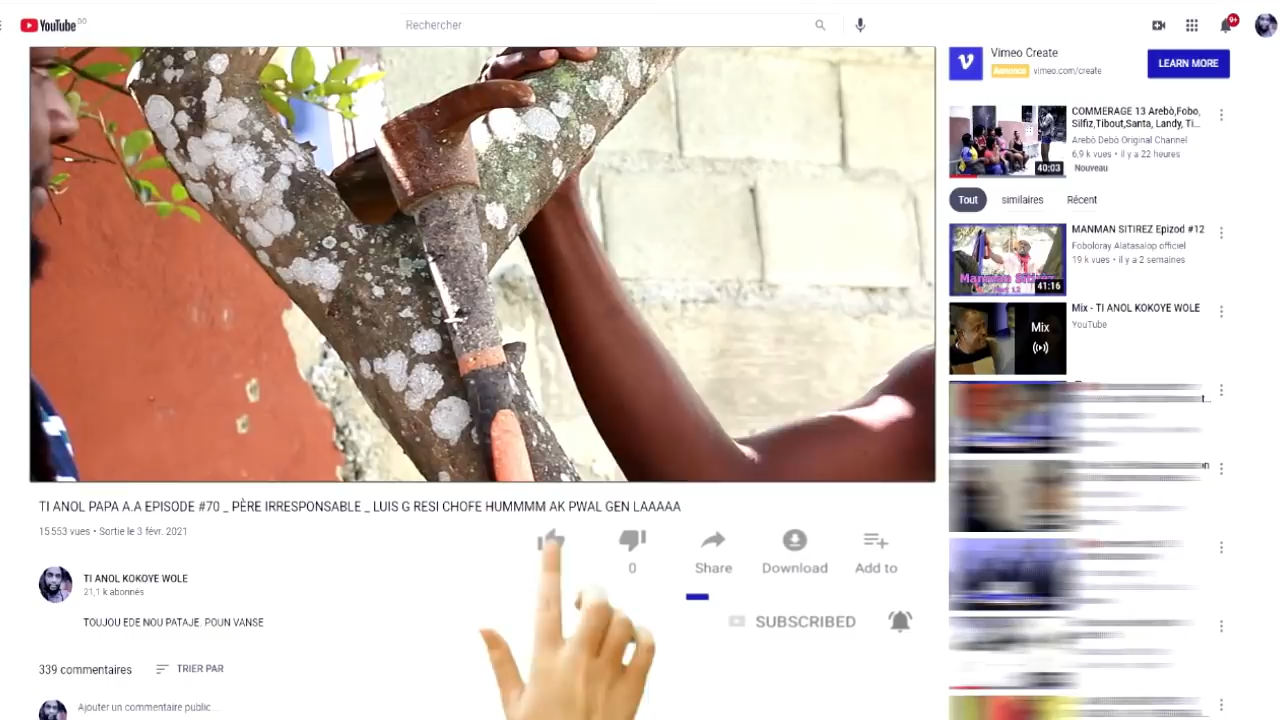 YouTube
Rechercher
9+
TI ANOL PAPA A.A EPISODE #70 _ PÈRE IRRESPONSABLE _ LUIS G RESI CHOFE HUMMMM AK PWAL GEN LAAAAA
15 553 vues • Sortie le 3 févr. 2021
0
Share
Download
Add to
TI ANOL KOKOYE WOLE
21,1 k abonnés
SUBSCRIBED
TOUJOU EDE NOU PATAJE. POUN VANSE
339 commentaires
TRIER PAR
Ajouter un commentaire public...
Vimeo Create
Annonce vimeo.com/create
LEARN MORE
COMMERAGE 13 Arebò,Fobo,
Silfiz,Tibout,Santa, Landy, Ti...
Arebò Debò Original Channel
6,9 k vues • il y a 22 heures
Nouveau
40:03
Tout
similaires
Récent
MANMAN SITIREZ Epizod #12
Foboloray Alatasaiop officiel
19 k vues • il y a 2 semaines
Manman Sitirèz
41:16
Mix - TI ANOL KOKOYE WOLE
YouTube
Mix